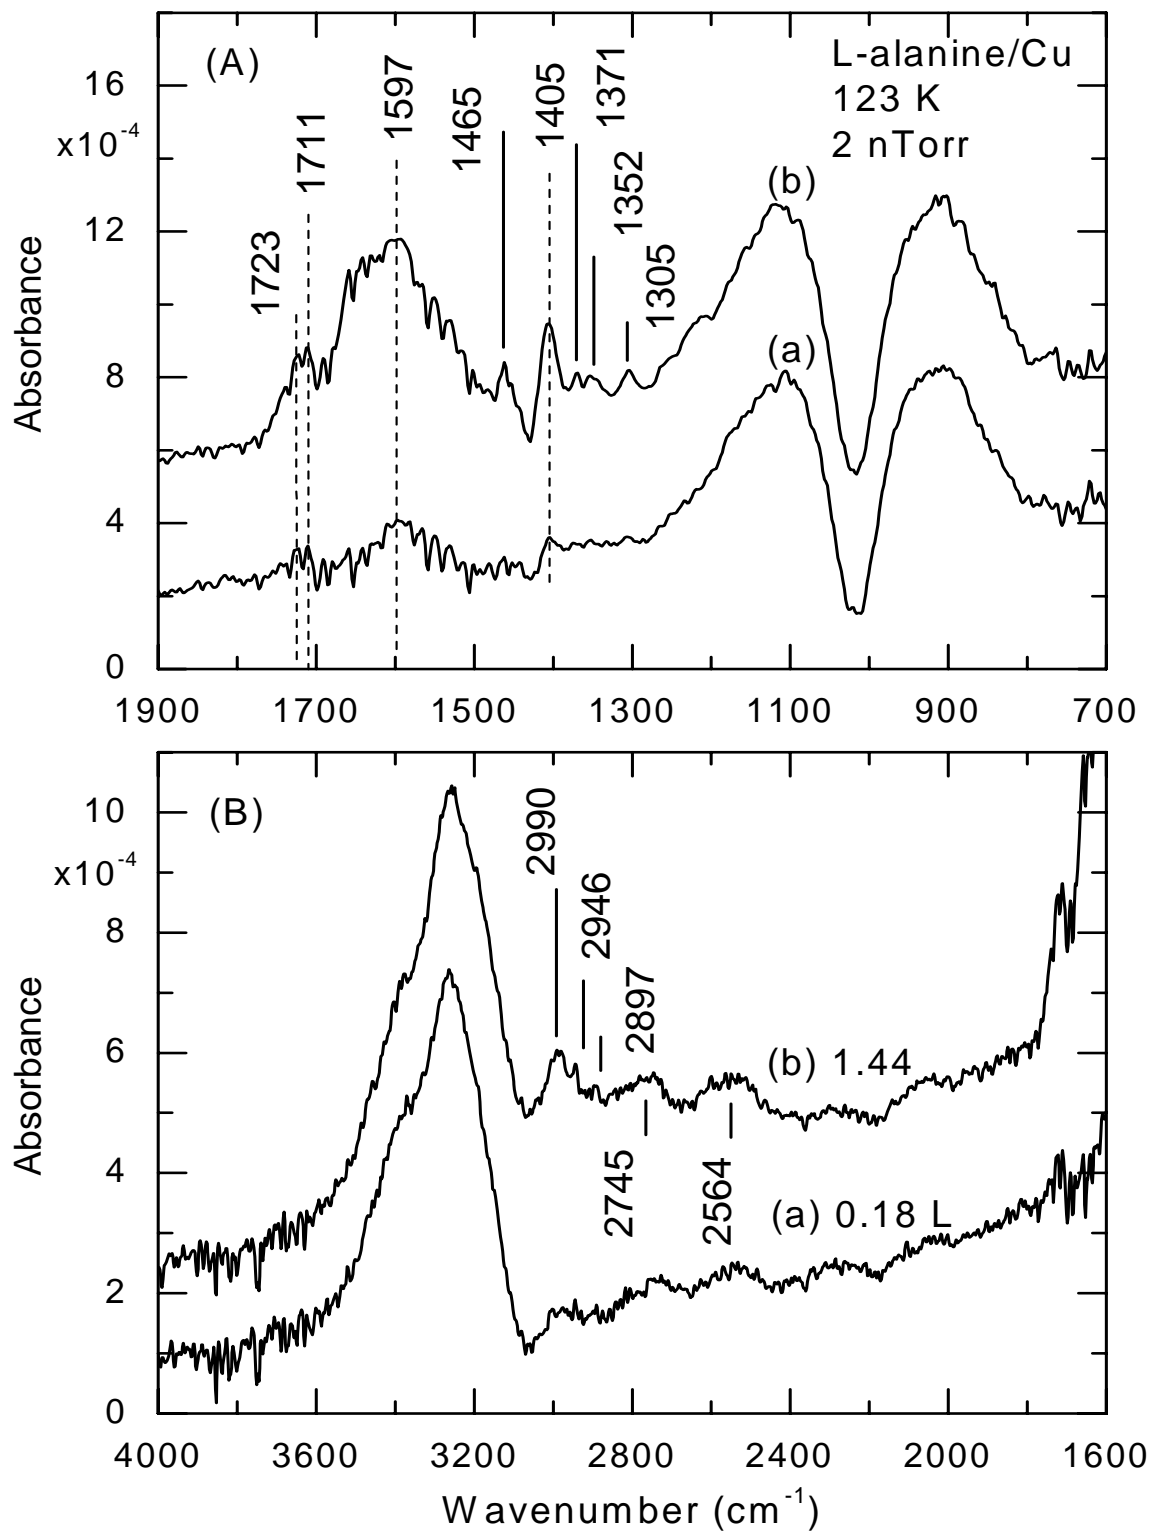 (A)
L-alanine/Cu
123 K
2 nTorr
1723
1711
1597
1465
1405
1371
1352
1305
(b)
(a)
16
x10-4
12
8
4
0
Absorbance
1900 1700 1500 1300 1100 900 700
(B)
2990
2946
2897
2745
2564
(b) 1.44
(a) 0.18 L
10
x10-4
8
6
4
2
0
Absorbance
4000 3600 3200 2800 2400 2000 1600
Wavenumber (cm-1)